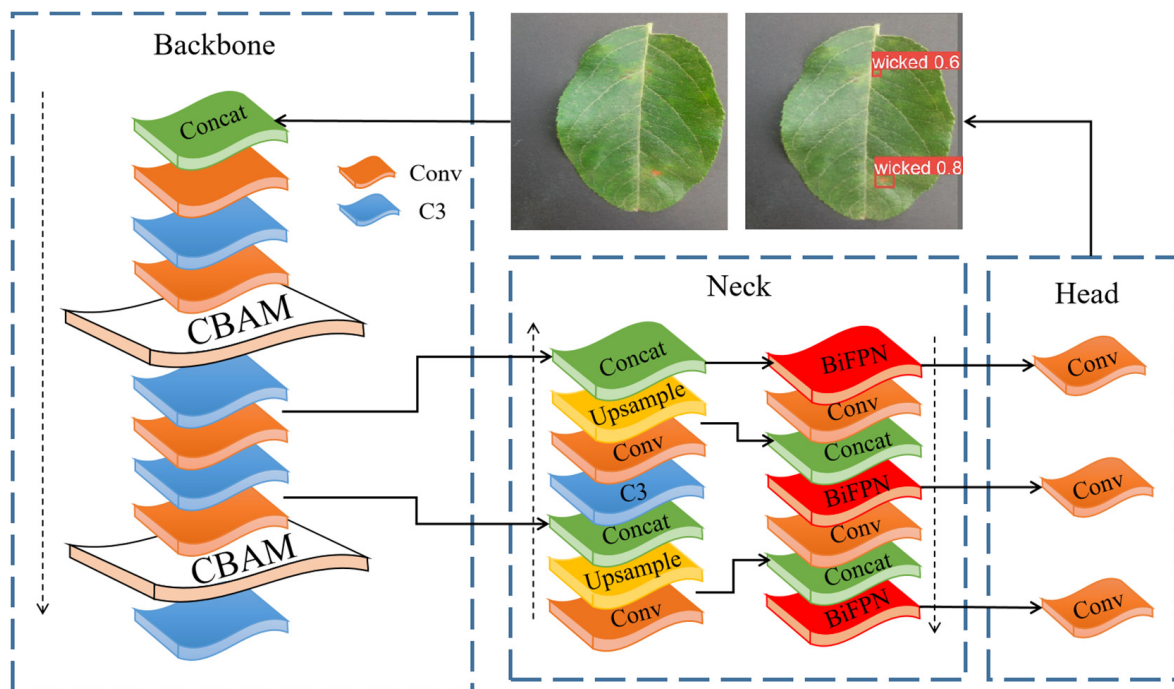 Backbone
Concat
Conv
C3
CBAM
CBAM
wicked 0.6
wicked 0.8
Neck
Concat
Upsample
Conv
C3
Concat
Upsample
Conv
BiFPN
Conv
Concat
BiFPN
Conv
Concat
BiFPN
Head
Conv
Conv
Conv